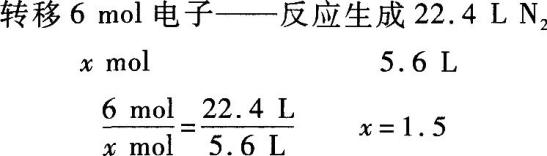 转移 6 mol 电子——反应生成 22.4 L N₂
x mol 5.6 L
6 mol / x mol = 22.4 L / 5.6 L x = 1.5